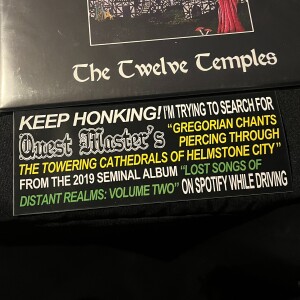 The Twelve Temples
KEEP HONKING! I'M TRYING TO SEARCH FOR
Quest Master's "GREGORIAN CHANTS
PIERCING THROUGH
THE TOWERING CATHEDRALS OF HELMSTONE CITY"
FROM THE 2019 SEMINAL ALBUM "LOST SONGS OF
DISTANT REALMS: VOLUME TWO" ON SPOTIFY WHILE DRIVING